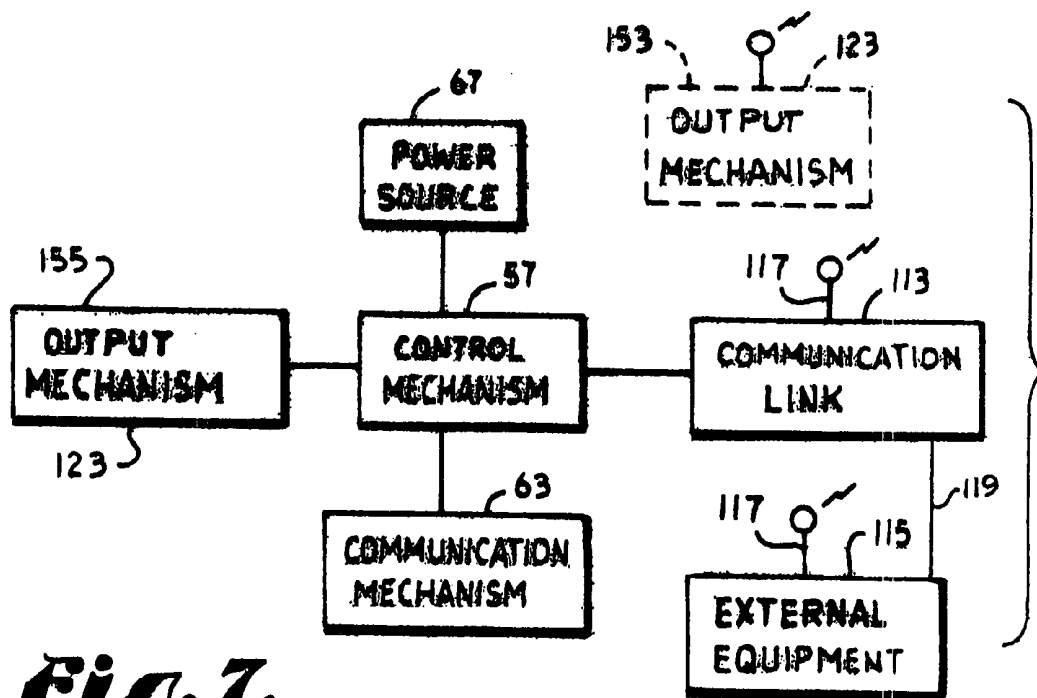 153
123
67
OUTPUT
MECHANISM
POWER
SOURCE
155
57
117
113
OUTPUT
MECHANISM
CONTROL
MECHANISM
COMMUNICATION
LINK
123
63
117
115
119
COMMUNICATION
MECHANISM
EXTERNAL
EQUIPMENT
Fig. 7.